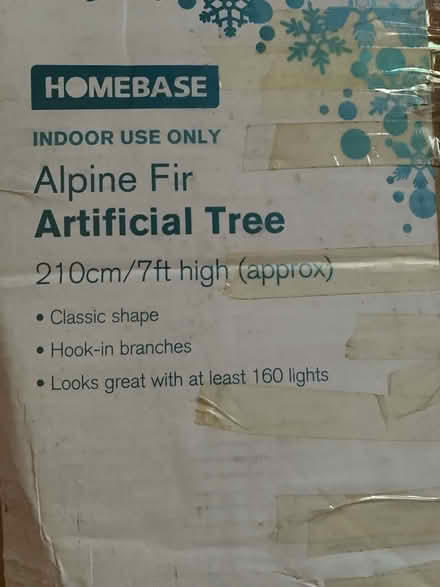 HOMEBASE
INDOOR USE ONLY
Alpine Fir
Artificial Tree
210cm/7ft high (approx)
• Classic shape
• Hook-in branches
• Looks great with at least 160 lights